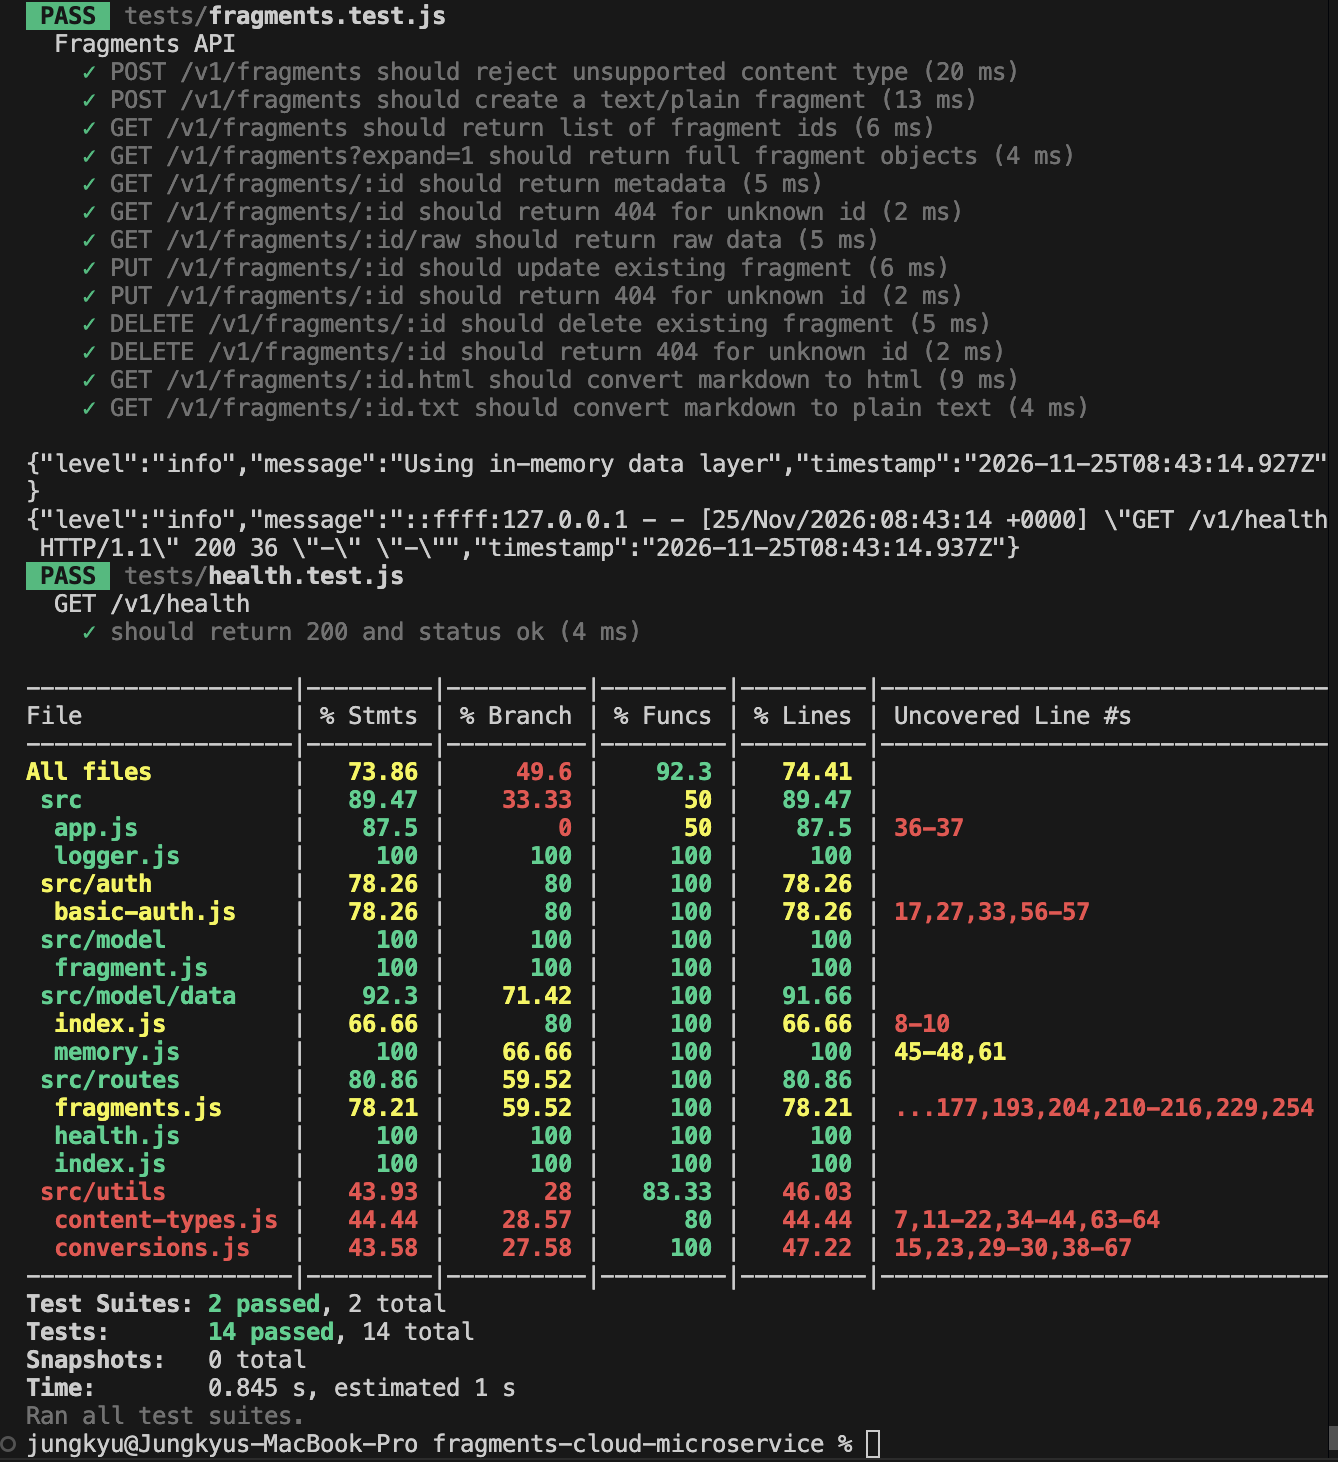 PASS tests/fragments.test.js
Fragments API
✓ POST /v1/fragments should reject unsupported content type (20 ms)
✓ POST /v1/fragments should create a text/plain fragment (13 ms)
✓ GET /v1/fragments should return list of fragment ids (6 ms)
✓ GET /v1/fragments?expand=1 should return full fragment objects (4 ms)
✓ GET /v1/fragments/:id should return metadata (5 ms)
✓ GET /v1/fragments/:id should return 404 for unknown id (2 ms)
✓ GET /v1/fragments/:id/raw should return raw data (5 ms)
✓ PUT /v1/fragments/:id should update existing fragment (6 ms)
✓ PUT /v1/fragments/:id should return 404 for unknown id (2 ms)
✓ DELETE /v1/fragments/:id should delete existing fragment (5 ms)
✓ DELETE /v1/fragments/:id should return 404 for unknown id (2 ms)
✓ GET /v1/fragments/:id.html should convert markdown to html (9 ms)
✓ GET /v1/fragments/:id.txt should convert markdown to plain text (4 ms)
{"level":"info","message":"Using in-memory data layer","timestamp":"2026-11-25T08:43:14.927Z"
}
{"level":"info","message":"::ffff:127.0.0.1 - - [25/Nov/2026:08:43:14 +0000] \"GET /v1/health
HTTP/1.1\" 200 36 \"-\" \"-\"","timestamp":"2026-11-25T08:43:14.937Z"}
PASS tests/health.test.js
GET /v1/health
✓ should return 200 and status ok (4 ms)
-------------------|---------|----------|---------|---------|--------------------------------
File | % Stmts | % Branch | % Funcs | % Lines | Uncovered Line #s
-------------------|---------|----------|---------|---------|--------------------------------
All files | 73.86 | 49.6 | 92.3 | 74.41 |
src | 89.47 | 33.33 | 50 | 89.47 |
app.js | 87.5 | 0 | 50 | 87.5 | 36-37
logger.js | 100 | 100 | 100 | 100 |
src/auth | 78.26 | 80 | 100 | 78.26 |
basic-auth.js | 78.26 | 80 | 100 | 78.26 | 17,27,33,56-57
src/model | 100 | 100 | 100 | 100 |
fragment.js | 100 | 100 | 100 | 100 |
src/model/data | 92.3 | 71.42 | 100 | 91.66 |
index.js | 66.66 | 80 | 100 | 66.66 | 8-10
memory.js | 100 | 66.66 | 100 | 100 | 45-48,61
src/routes | 80.86 | 59.52 | 100 | 80.86 |
fragments.js | 78.21 | 59.52 | 100 | 78.21 | ...177,193,204,210-216,229,254
health.js | 100 | 100 | 100 | 100 |
index.js | 100 | 100 | 100 | 100 |
src/utils | 43.93 | 28 | 83.33 | 46.03 |
content-types.js | 44.44 | 28.57 | 80 | 44.44 | 7,11-22,34-44,63-64
conversions.js | 43.58 | 27.58 | 100 | 47.22 | 15,23,29-30,38-67
-------------------|---------|----------|---------|---------|--------------------------------
Test Suites: 2 passed, 2 total
Tests: 14 passed, 14 total
Snapshots: 0 total
Time: 0.845 s, estimated 1 s
Ran all test suites.
jungkyu@Jungkyus-MacBook-Pro fragments-cloud-microservice %